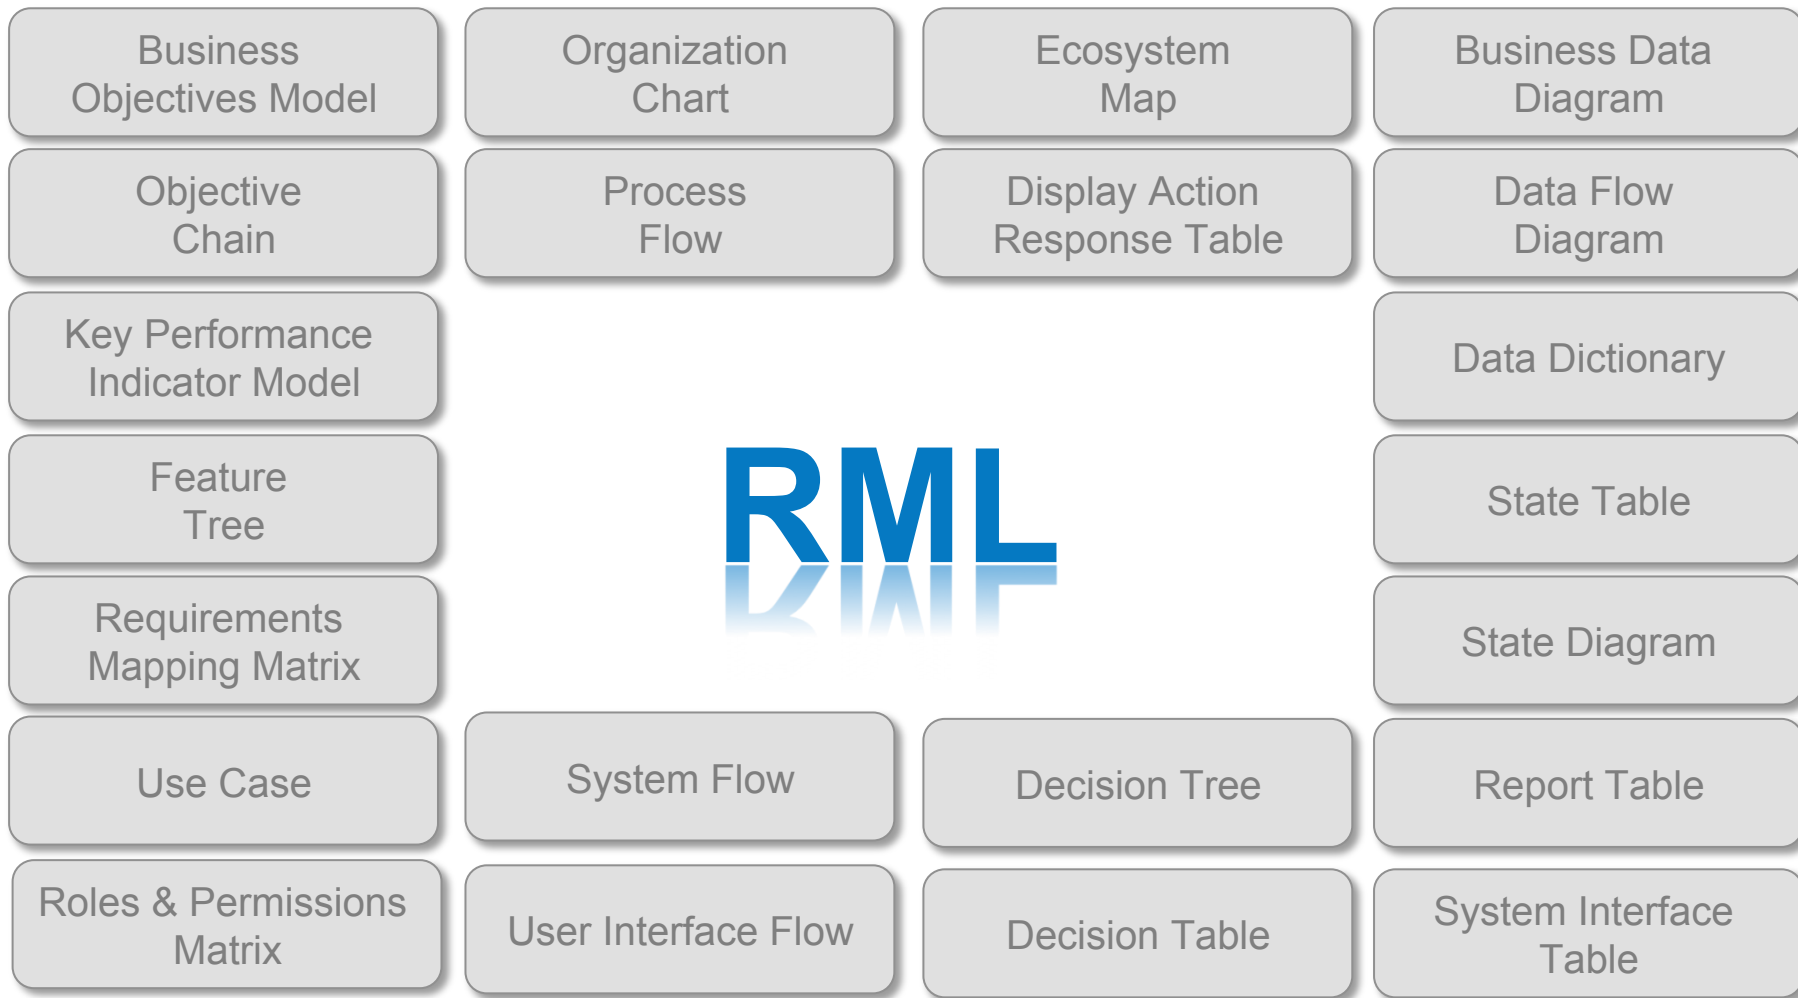 Business
Objectives Model
Organization
Chart
Ecosystem
Map
Business Data
Diagram
Objective
Chain
Process
Flow
Display Action
Response Table
Data Flow
Diagram
Key Performance
Indicator Model
Data Dictionary
Feature
Tree
RML
State Table
Requirements
Mapping Matrix
State Diagram
Use Case
System Flow
Decision Tree
Report Table
Roles & Permissions
Matrix
User Interface Flow
Decision Table
System Interface
Table